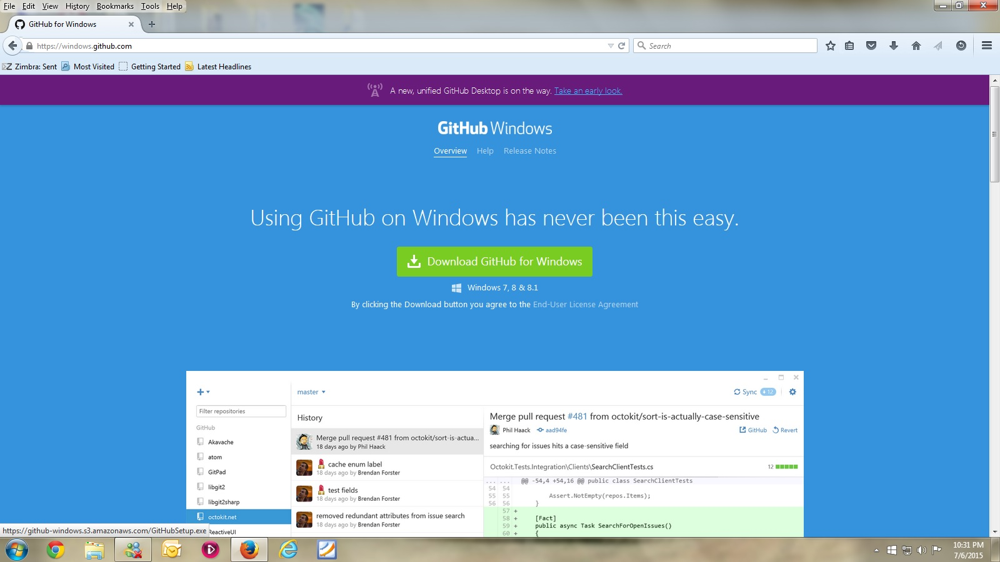 File Edit View History Bookmarks Tools Help
GitHub for Windows
https://windows.github.com
Search
Zimbra: Sent Most Visited Getting Started Latest Headlines
A new, unified GitHub Desktop is on the way. Take an early look.
GitHub Windows
Overview Help Release Notes
Using GitHub on Windows has never been this easy.
Download GitHub for Windows
Windows 7, 8 & 8.1
By clicking the Download button you agree to the End-User License Agreement
master
Sync 12
Filter repositories
GitHub
Akavache
atom
GitPad
libgit2
libgit2sharp
octokit.net
ReactiveUI
History
Merge pull request #481 from octokit/sort-is-actua...
18 days ago by Phil Haack
cache enum label
18 days ago by Brendan Forster
test fields
18 days ago by Brendan Forster
removed redundant attributes from issue search
18 days ago by Brendan Forster
Merge pull request #481 from octokit/sort-is-actually-case-sensitive
Phil Haack aad94fe GitHub Revert
searching for issues hits a case-sensitive field
Octokit.Tests.Integration\Clients\SearchClientTests.cs 12
... ... @@ -54,4 +54,16 @@ public class SearchClientTests
54 54
55 55 Assert.NotEmpty(repos.Items);
56 56 }
57 +
58 + [Fact]
59 + public async Task SearchForOpenIssues()
60 + {
https://github-windows.s3.amazonaws.com/GitHubSetup.exe
10:31 PM
7/6/2015